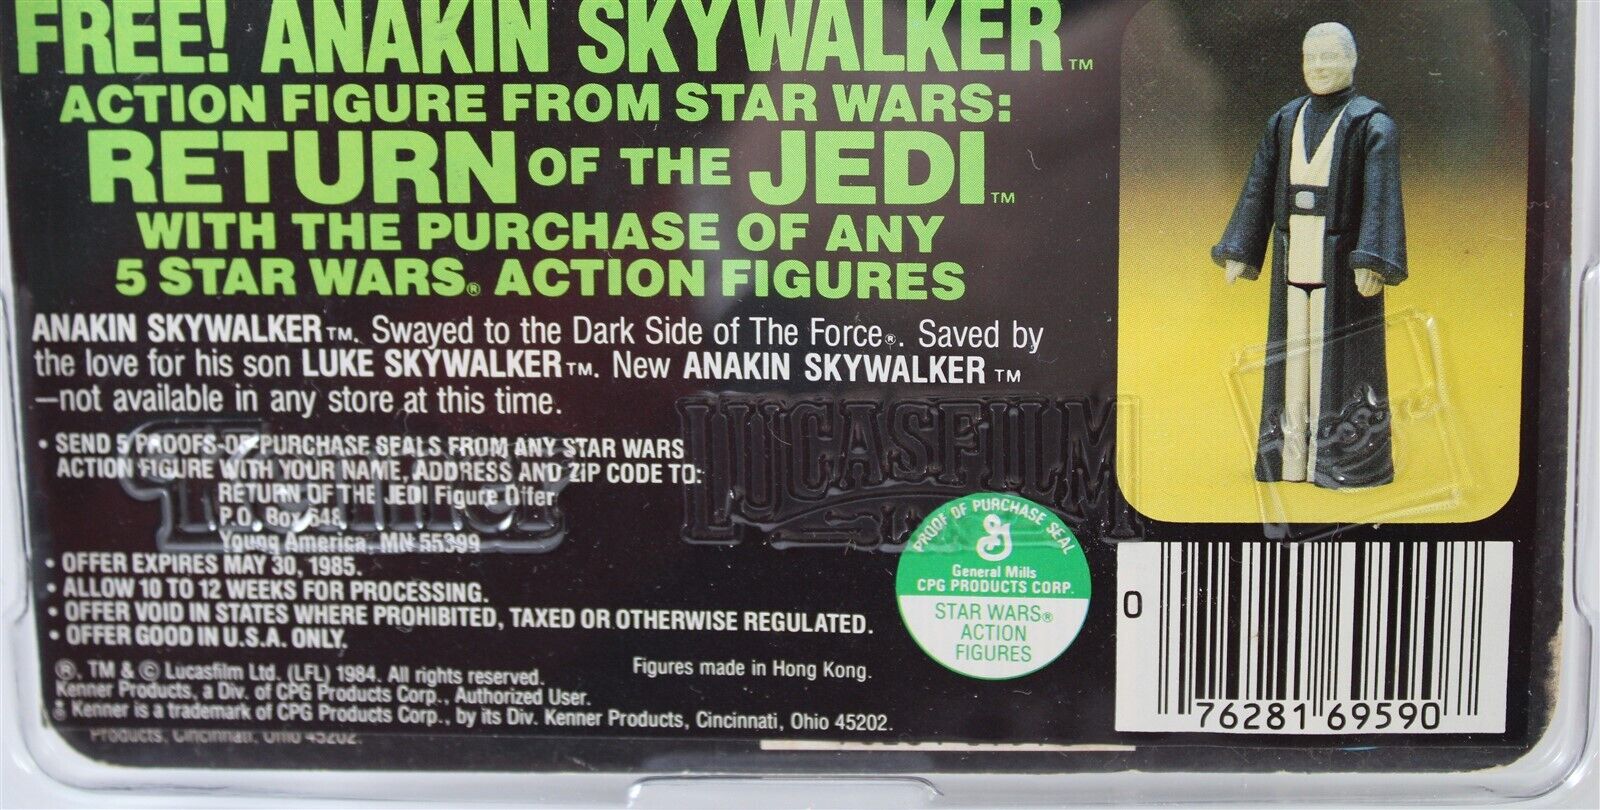 FREE! ANAKIN SKYWALKER™
ACTION FIGURE FROM STAR WARS:
RETURN OF THE JEDI™
WITH THE PURCHASE OF ANY
5 STAR WARS® ACTION FIGURES
ANAKIN SKYWALKER™. Swayed to the Dark Side of The Force®. Saved by
the love for his son LUKE SKYWALKER™. New ANAKIN SKYWALKER™
—not available in any store at this time.
• SEND 5 PROOFS-OF-PURCHASE SEALS FROM ANY STAR WARS
ACTION FIGURE WITH YOUR NAME, ADDRESS AND ZIP CODE TO:
RETURN OF THE JEDI Figure Offer
P.O. Box 648
Young America, MN 55399
• OFFER EXPIRES MAY 30, 1985.
• ALLOW 10 TO 12 WEEKS FOR PROCESSING.
• OFFER VOID IN STATES WHERE PROHIBITED, TAXED OR OTHERWISE REGULATED.
• OFFER GOOD IN U.S.A. ONLY.
®, TM & © Lucasfilm Ltd. (LFL) 1984. All rights reserved.
Figures made in Hong Kong.
Kenner Products, a Div. of CPG Products Corp., Authorized User.
Kenner is a trademark of CPG Products Corp., by its Div. Kenner Products, Cincinnati, Ohio 45202.
Products, Cincinnati, Ohio 45202.
Kenner
LUCASFILM
PROOF OF PURCHASE SEAL
G
General Mills
CPG PRODUCTS CORP.
STAR WARS®
ACTION
FIGURES
0 76281 69590